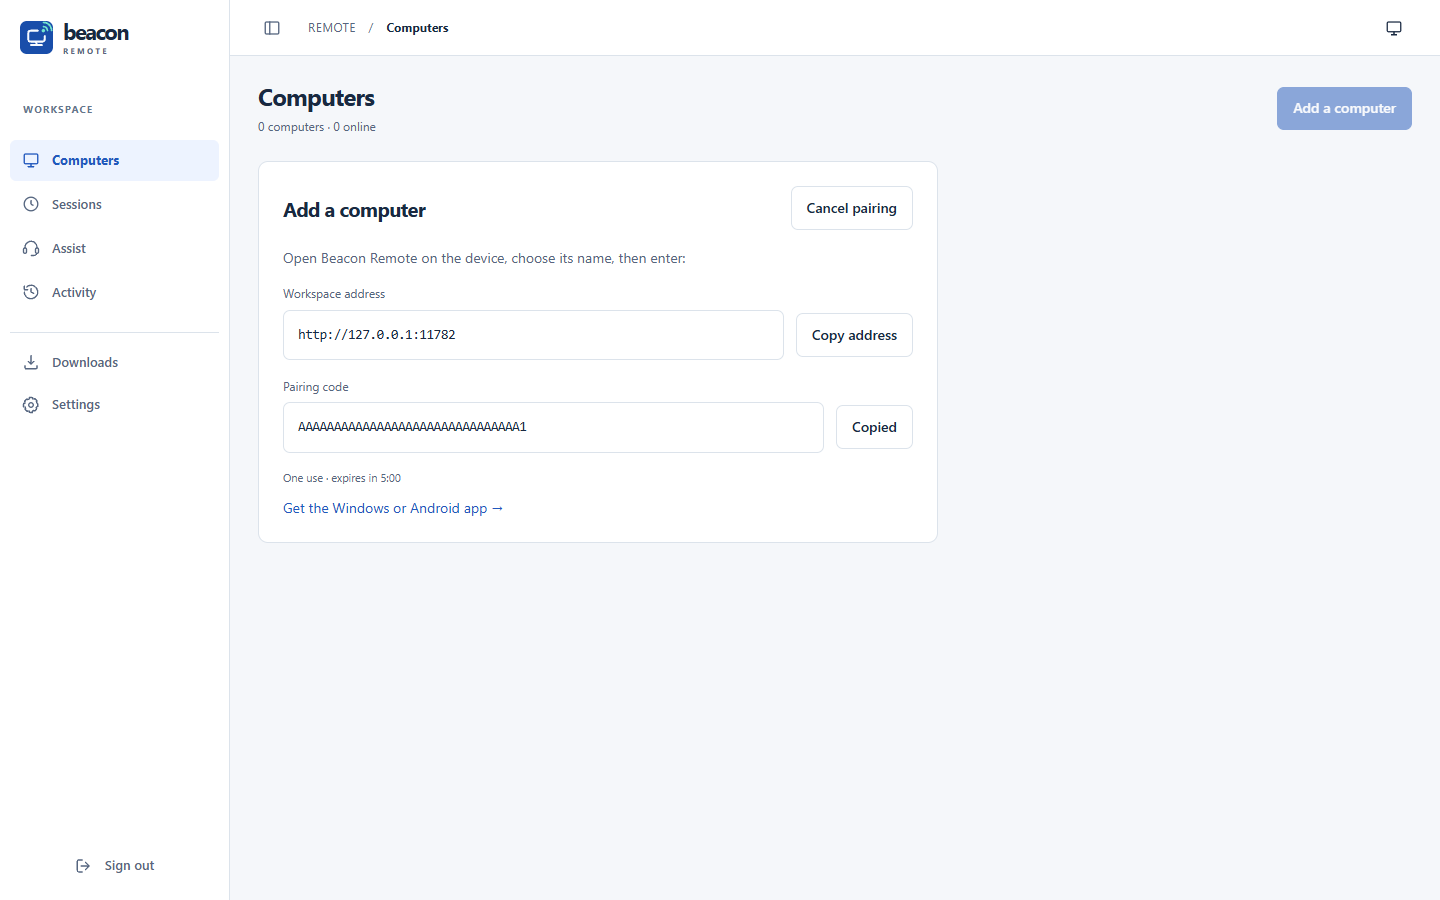 beacon
REMOTE
WORKSPACE
Computers
Sessions
Assist
Activity
Downloads
Settings
Sign out
REMOTE / Computers
Computers
0 computers · 0 online
Add a computer
Add a computer
Cancel pairing
Open Beacon Remote on the device, choose its name, then enter:
Workspace address
http://127.0.0.1:11782
Copy address
Pairing code
AAAAAAAAAAAAAAAAAAAAAAAAAAAAAAA1
Copied
One use · expires in 5:00
Get the Windows or Android app →